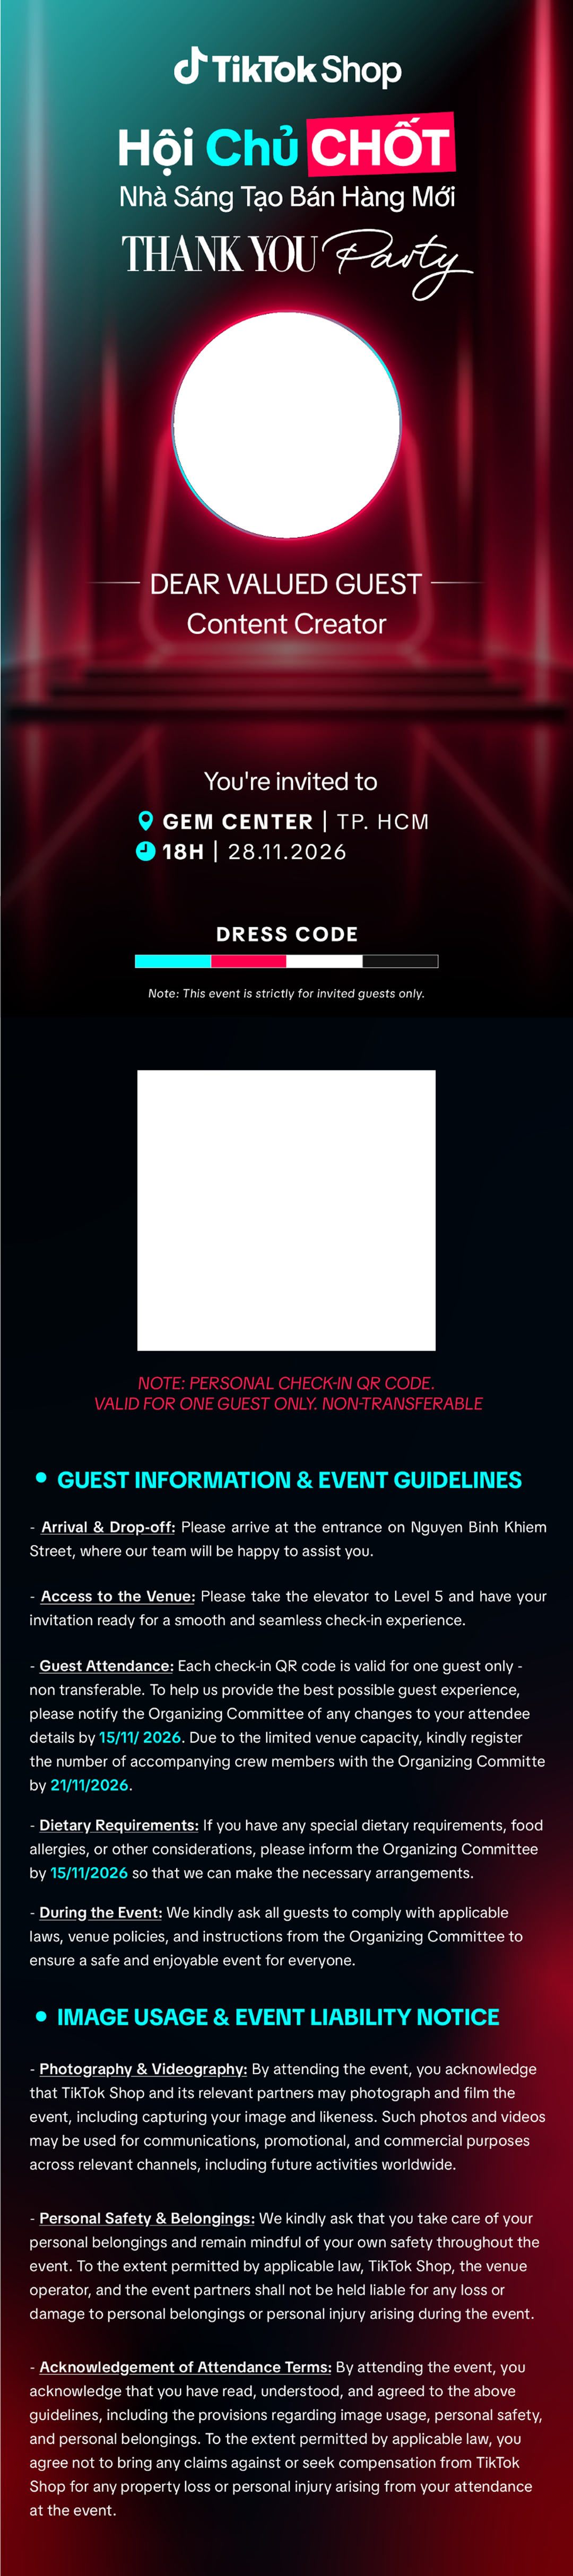 TikTok Shop
Hội Chủ CHỐT
Nhà Sáng Tạo Bán Hàng Mới
THANK YOU Party
DEAR VALUED GUEST
Content Creator
You're invited to
GEM CENTER | TP. HCM
18H | 28.11.2026
DRESS CODE
Note: This event is strictly for invited guests only.
NOTE: PERSONAL CHECK-IN QR CODE.
VALID FOR ONE GUEST ONLY. NON-TRANSFERABLE
• GUEST INFORMATION & EVENT GUIDELINES
- Arrival & Drop-off: Please arrive at the entrance on Nguyen Binh Khiem
Street, where our team will be happy to assist you.
- Access to the Venue: Please take the elevator to Level 5 and have your
invitation ready for a smooth and seamless check-in experience.
- Guest Attendance: Each check-in QR code is valid for one guest only -
non transferable. To help us provide the best possible guest experience,
please notify the Organizing Committee of any changes to your attendee
details by 15/11/ 2026. Due to the limited venue capacity, kindly register
the number of accompanying crew members with the Organizing Committe
by 21/11/2026.
- Dietary Requirements: If you have any special dietary requirements, food
allergies, or other considerations, please inform the Organizing Committee
by 15/11/2026 so that we can make the necessary arrangements.
- During the Event: We kindly ask all guests to comply with applicable
laws, venue policies, and instructions from the Organizing Committee to
ensure a safe and enjoyable event for everyone.
• IMAGE USAGE & EVENT LIABILITY NOTICE
- Photography & Videography: By attending the event, you acknowledge
that TikTok Shop and its relevant partners may photograph and film the
event, including capturing your image and likeness. Such photos and videos
may be used for communications, promotional, and commercial purposes
across relevant channels, including future activities worldwide.
- Personal Safety & Belongings: We kindly ask that you take care of your
personal belongings and remain mindful of your own safety throughout the
event. To the extent permitted by applicable law, TikTok Shop, the venue
operator, and the event partners shall not be held liable for any loss or
damage to personal belongings or personal injury arising during the event.
- Acknowledgement of Attendance Terms: By attending the event, you
acknowledge that you have read, understood, and agreed to the above
guidelines, including the provisions regarding image usage, personal safety,
and personal belongings. To the extent permitted by applicable law, you
agree not to bring any claims against or seek compensation from TikTok
Shop for any property loss or personal injury arising from your attendance
at the event.